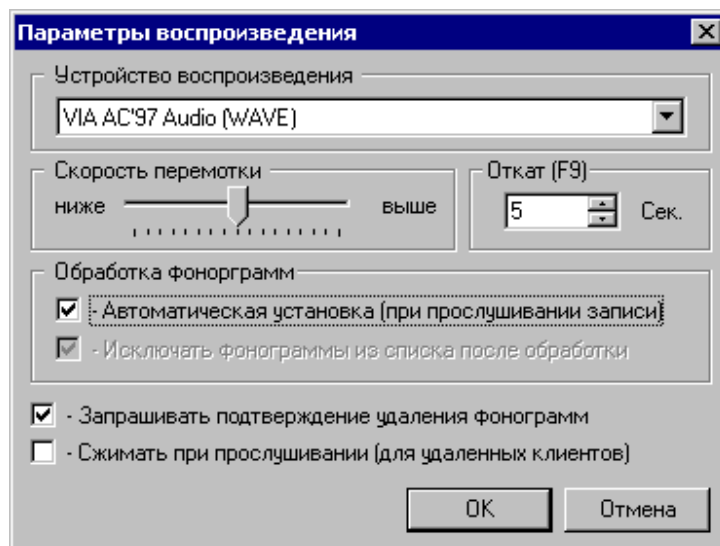 Параметры воспроизведения
Устройство воспроизведения
VIA AC'97 Audio (WAVE)
Скорость перемотки
ниже
выше
Откат (F9)
5
Сек.
Обработка фонорграмм
- Автоматическая установка (при прослушивании записи)
- Исключать фонограммы из списка после обработки
- Запрашивать подтверждение удаления фонограмм
- Сжимать при прослушивании (для удаленных клиентов)
OK
Отмена